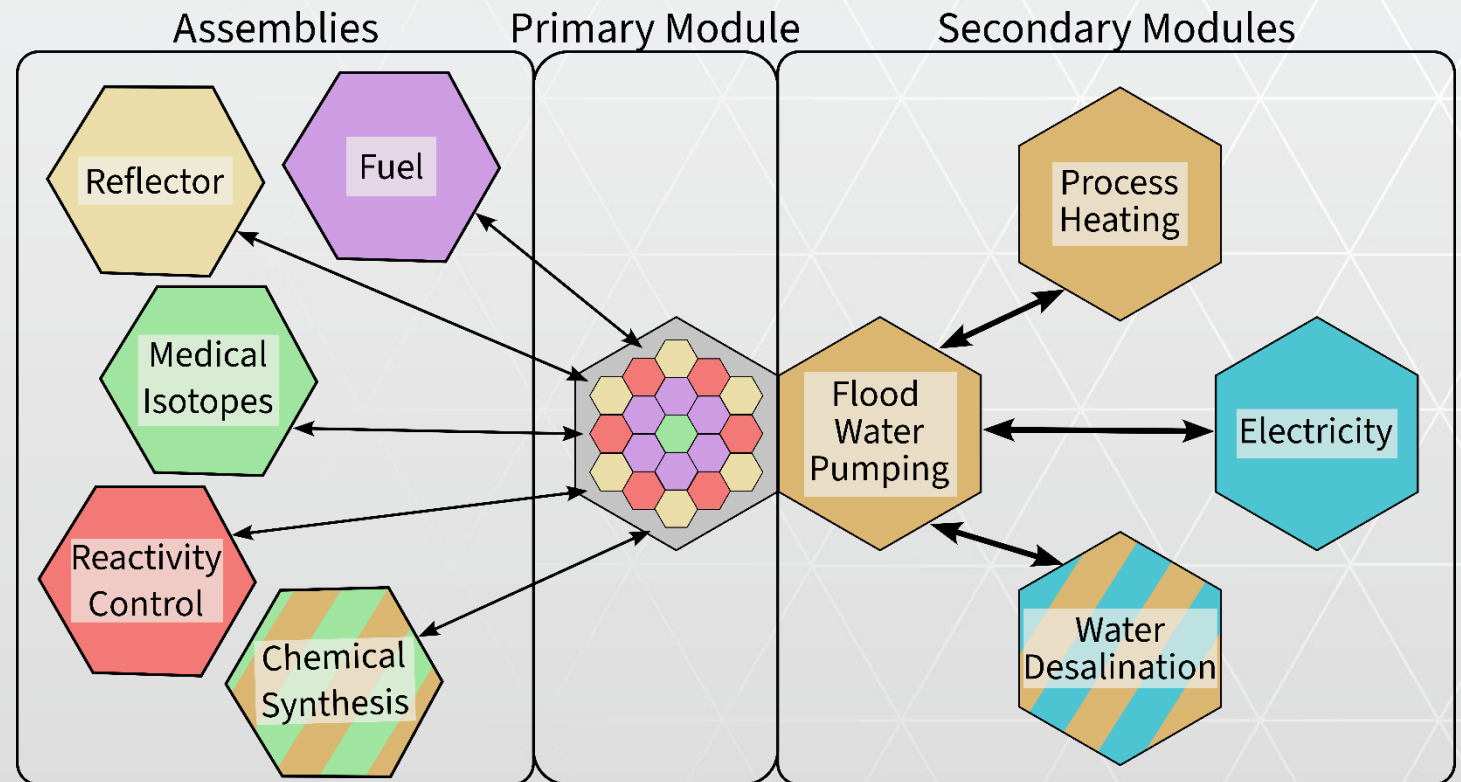 Assemblies
Primary Module
Secondary Modules
Reflector
Fuel
Medical
Isotopes
Reactivity
Control
Chemical
Synthesis
Flood
Water
Pumping
Process
Heating
Electricity
Water
Desalination